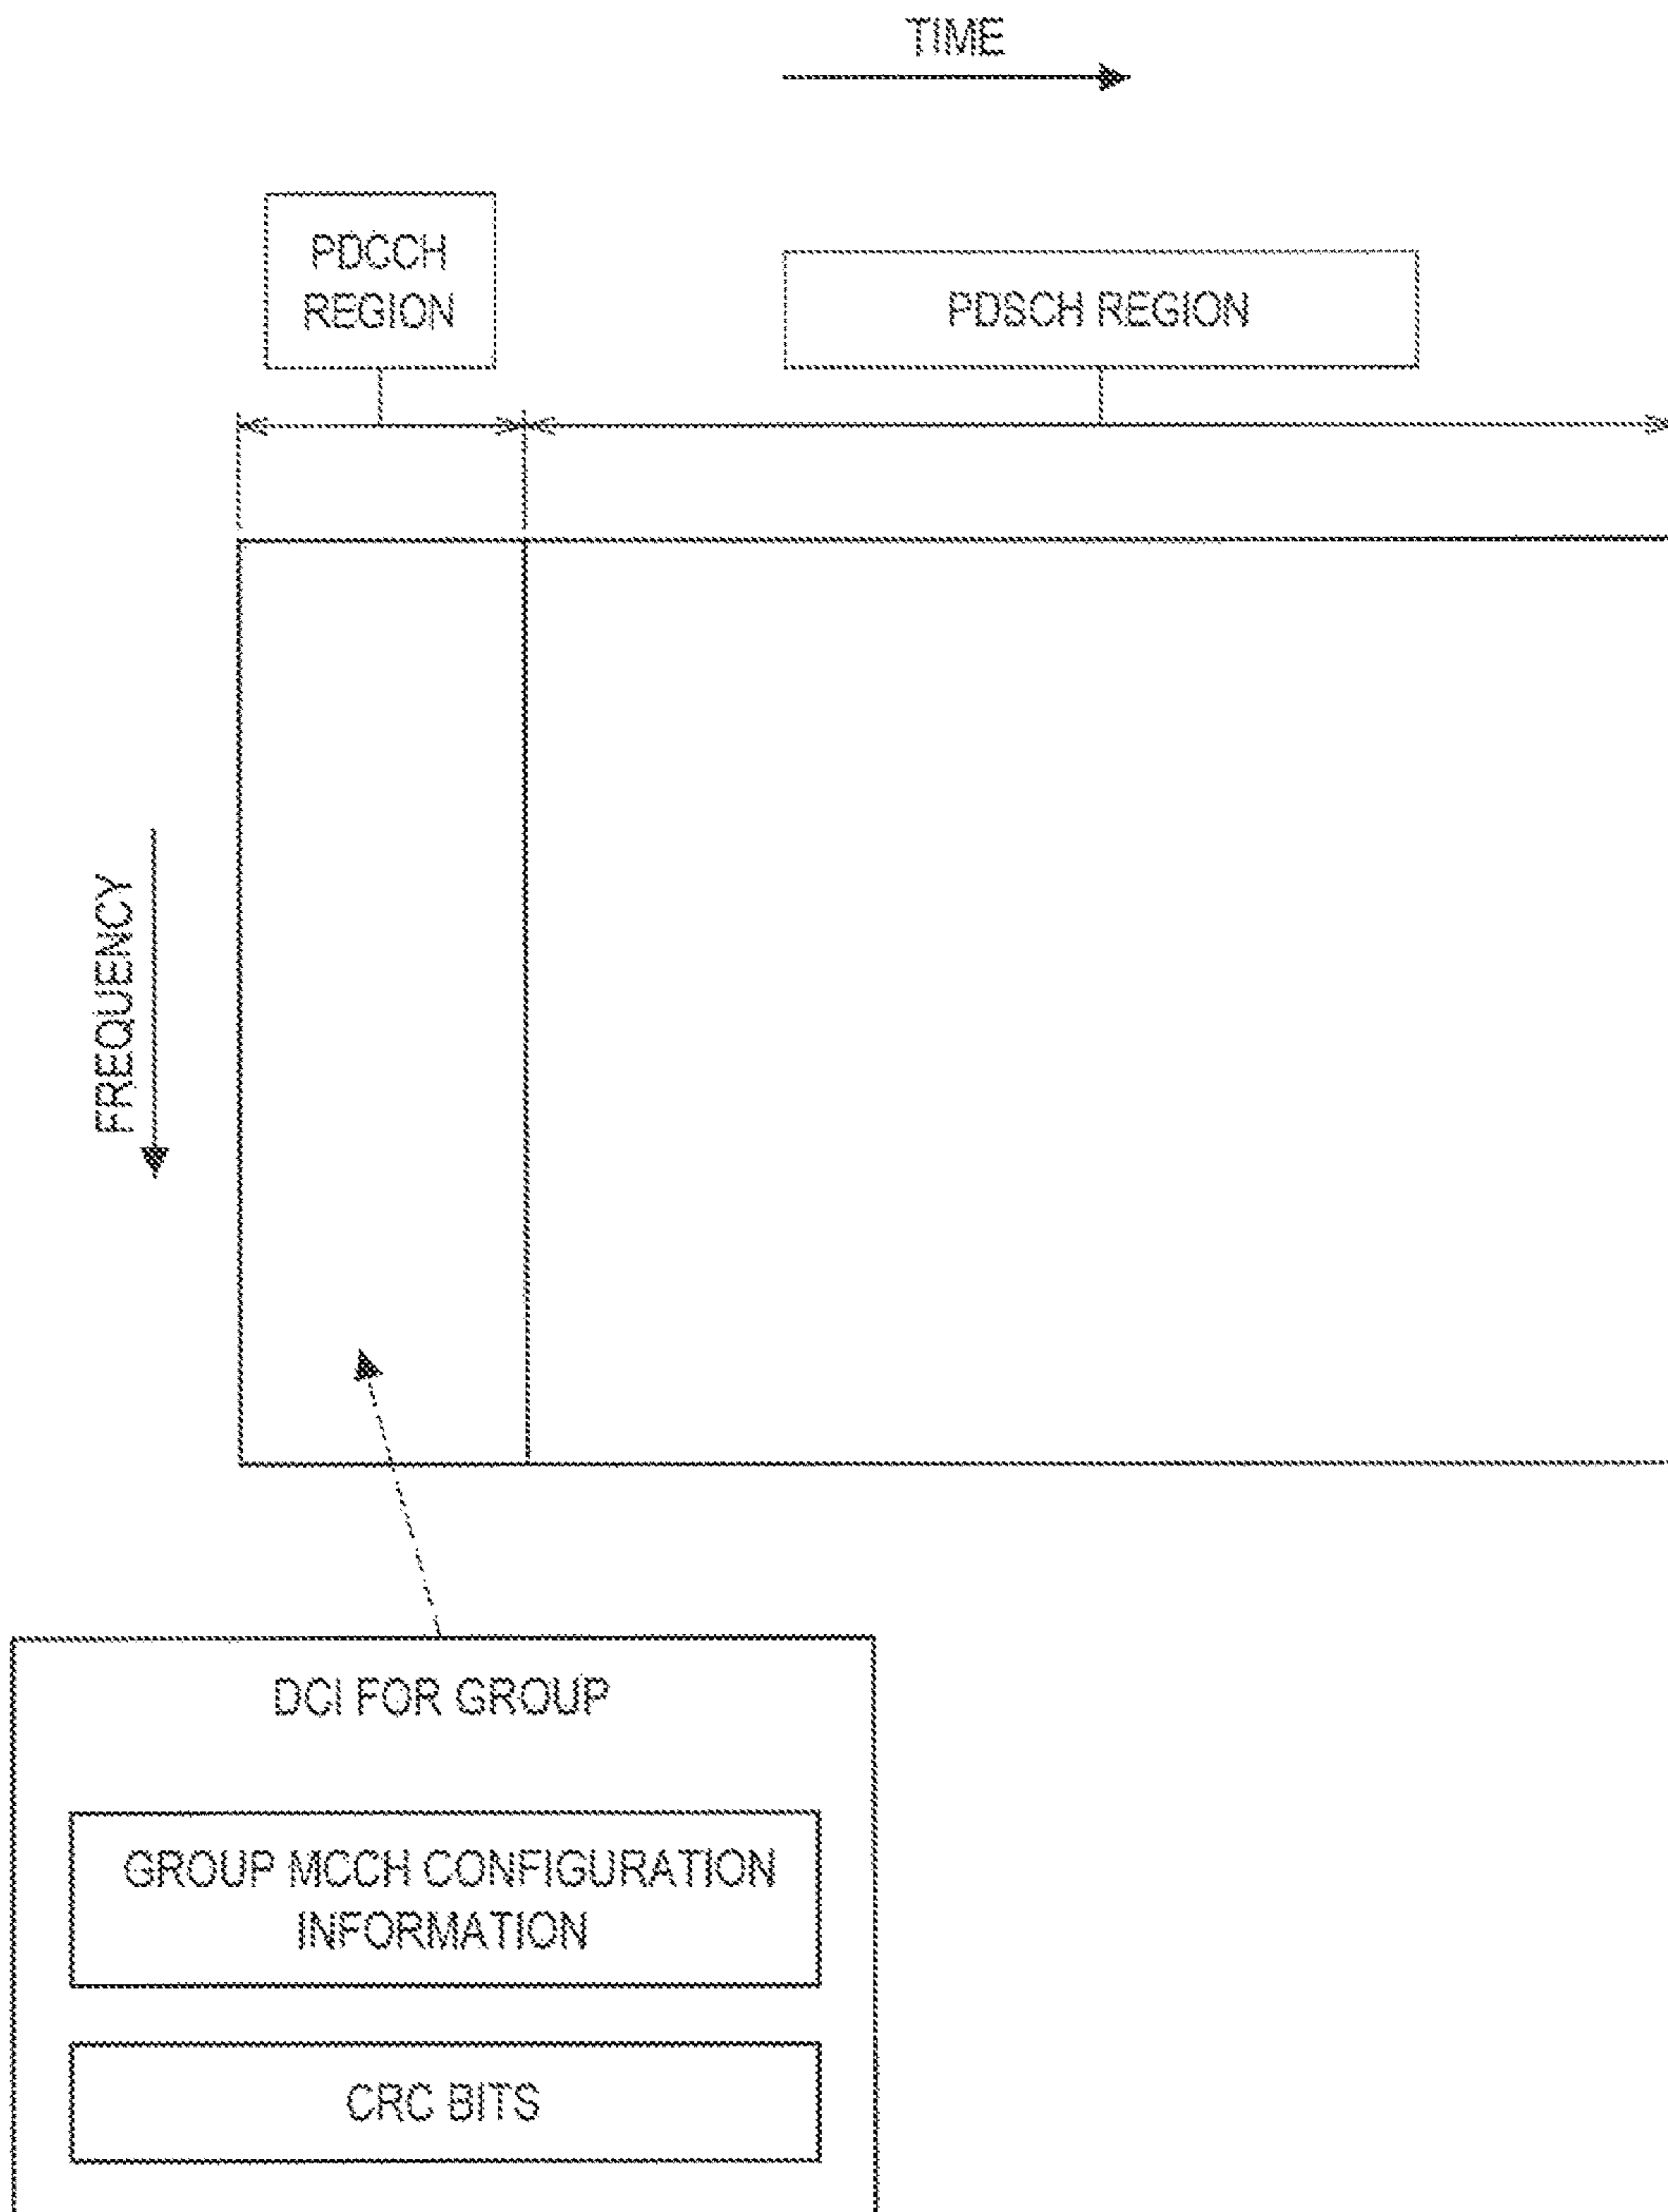 TIME
PDCCH
REGION
PDSCH REGION
FREQUENCY
DCI FOR GROUP
GROUP MCCH CONFIGURATION
INFORMATION
CRC BITS